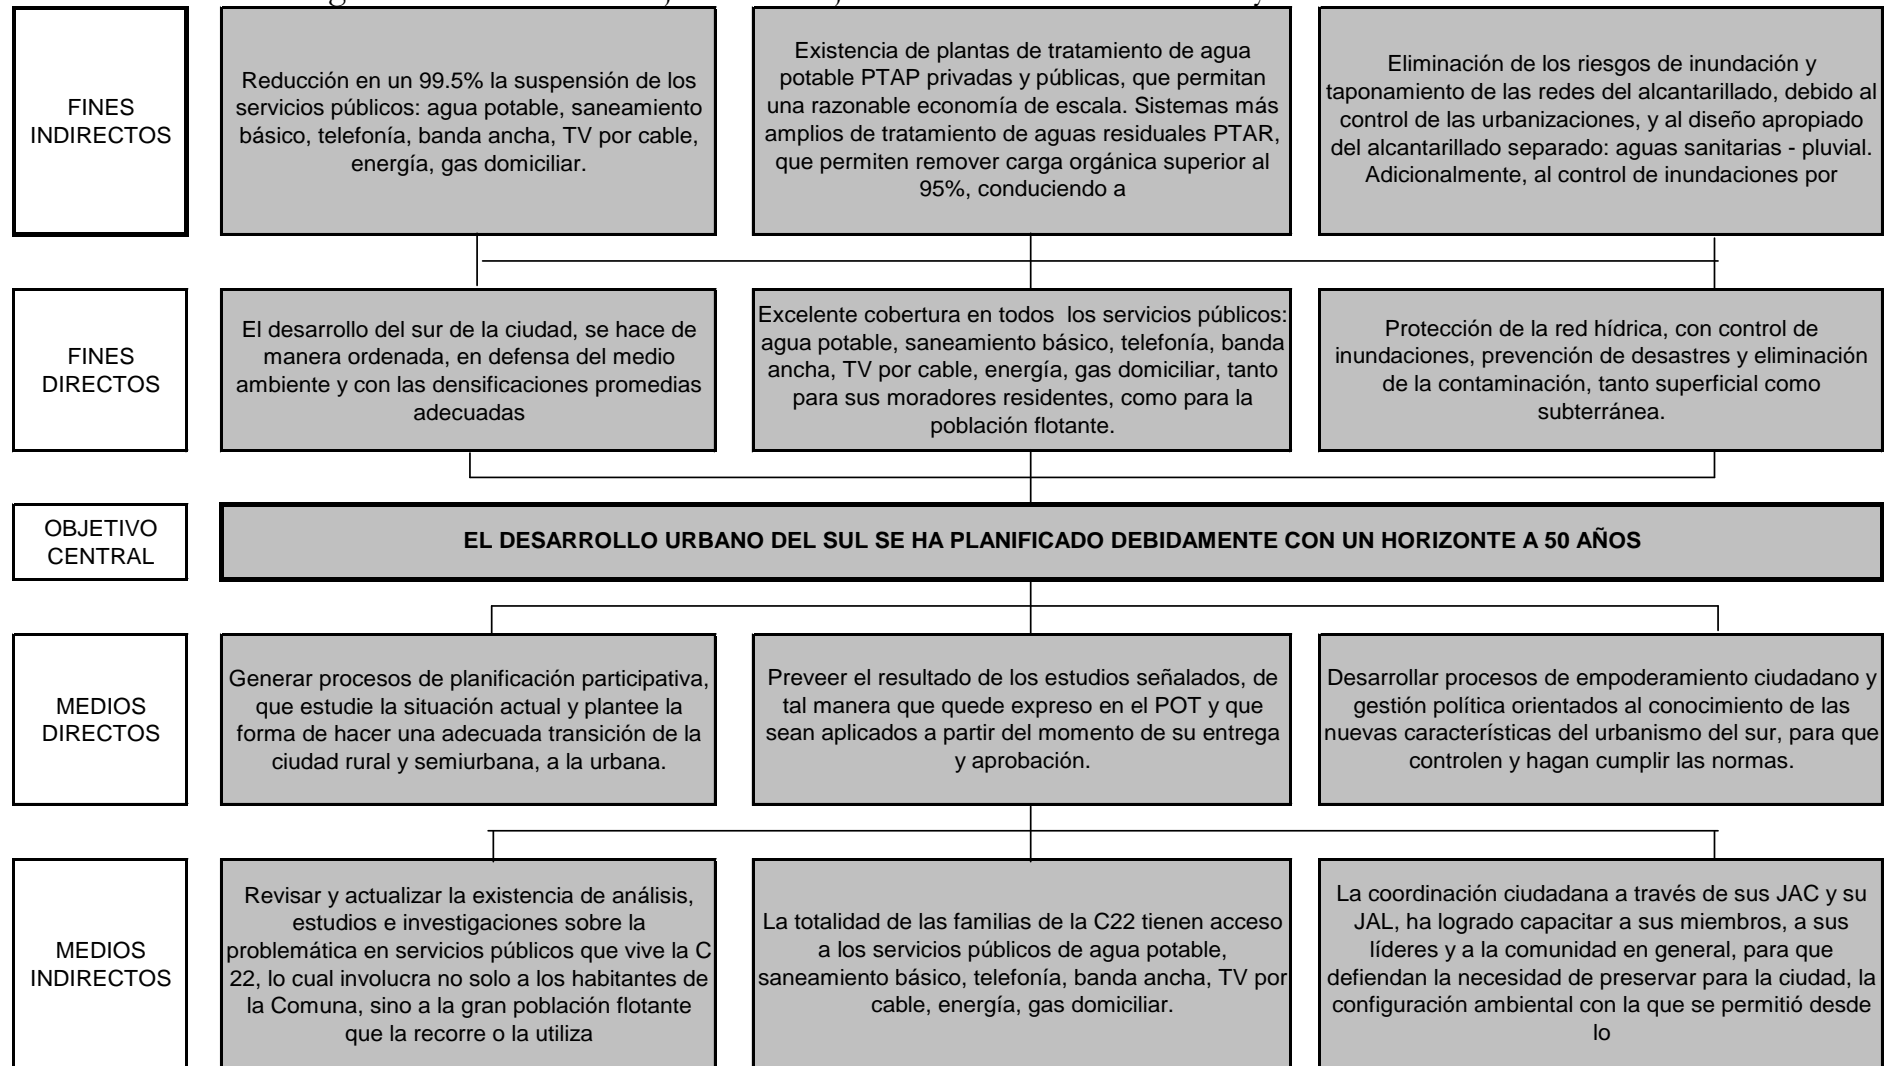 FINES
INDIRECTOS
Reducción en un 99.5% la suspensión de los
servicios públicos: agua potable, saneamiento
básico, telefonía, banda ancha, TV por cable,
energía, gas domiciliar.
Existencia de plantas de tratamiento de agua
potable PTAP privadas y públicas, que permitan
una razonable economía de escala. Sistemas más
amplios de tratamiento de aguas residuales PTAR,
que permiten remover carga orgánica superior al
95%, conduciendo a
Eliminación de los riesgos de inundación y
taponamiento de las redes del alcantarillado, debido al
control de las urbanizaciones, y al diseño apropiado
del alcantarillado separado: aguas sanitarias - pluvial.
Adicionalmente, al control de inundaciones por
FINES
DIRECTOS
El desarrollo del sur de la ciudad, se hace de
manera ordenada, en defensa del medio
ambiente y con las densificaciones promedias
adecuadas
Excelente cobertura en todos los servicios públicos:
agua potable, saneamiento básico, telefonía, banda
ancha, TV por cable, energía, gas domiciliar, tanto
para sus moradores residentes, como para la
población flotante.
Protección de la red hídrica, con control de
inundaciones, prevención de desastres y eliminación
de la contaminación, tanto superficial como
subterránea.
OBJETIVO
CENTRAL
EL DESARROLLO URBANO DEL SUL SE HA PLANIFICADO DEBIDAMENTE CON UN HORIZONTE A 50 AÑOS
MEDIOS
DIRECTOS
Generar procesos de planificación participativa,
que estudie la situación actual y plantee la
forma de hacer una adecuada transición de la
ciudad rural y semiurbana, a la urbana.
Preveer el resultado de los estudios señalados, de
tal manera que quede expreso en el POT y que
sean aplicados a partir del momento de su entrega
y aprobación.
Desarrollar procesos de empoderamiento ciudadano y
gestión política orientados al conocimiento de las
nuevas características del urbanismo del sur, para que
controlen y hagan cumplir las normas.
MEDIOS
INDIRECTOS
Revisar y actualizar la existencia de análisis,
estudios e investigaciones sobre la
problemática en servicios públicos que vive la C
22, lo cual involucra no solo a los habitantes de
la Comuna, sino a la gran población flotante
que la recorre o la utiliza
La totalidad de las familias de la C22 tienen acceso
a los servicios públicos de agua potable,
saneamiento básico, telefonía, banda ancha, TV por
cable, energía, gas domiciliar.
La coordinación ciudadana a través de sus JAC y su
JAL, ha logrado capacitar a sus miembros, a sus
líderes y a la comunidad en general, para que
defiendan la necesidad de preservar para la ciudad, la
configuración ambiental con la que se permitió desde
lo